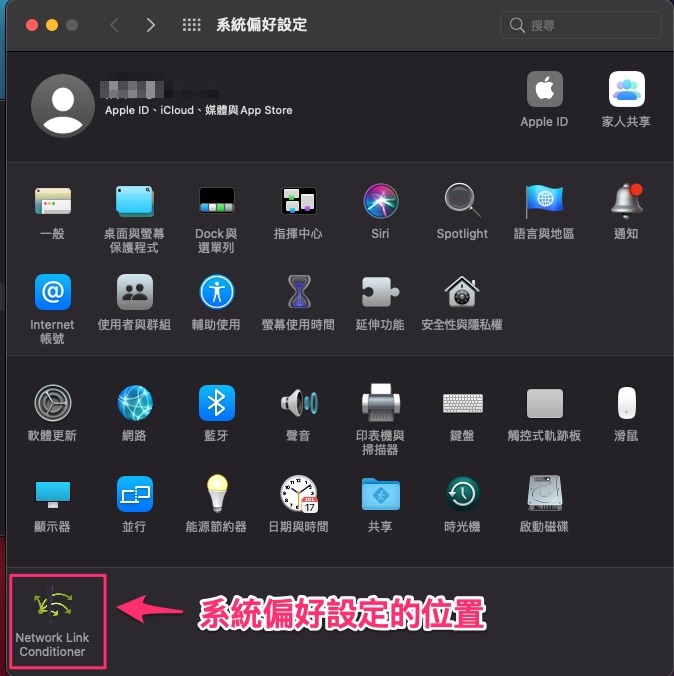 系統偏好設定
搜尋
Apple ID、iCloud、媒體與 App Store
Apple ID
家人共享
一般
桌面與螢幕
保護程式
Dock 與
選單列
指揮中心
Siri
Spotlight
語言與地區
通知
Internet
帳號
使用者與群組
輔助使用
螢幕使用時間
延伸功能
安全性與隱私權
軟體更新
網路
藍牙
聲音
印表機與
掃描器
鍵盤
觸控式軌跡板
滑鼠
顯示器
並行
能源節約器
JUL
17
日期與時間
共享
時光機
啟動磁碟
Network Link
Conditioner
系統偏好設定的位置